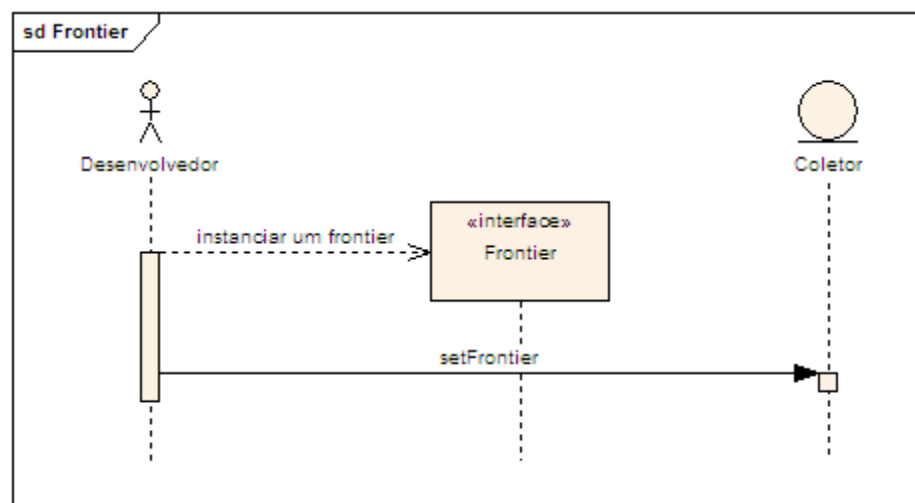 sd Frontier
Desenvolvedor
Coletor
«interface»
Frontier
instanciar um frontier
setFrontier